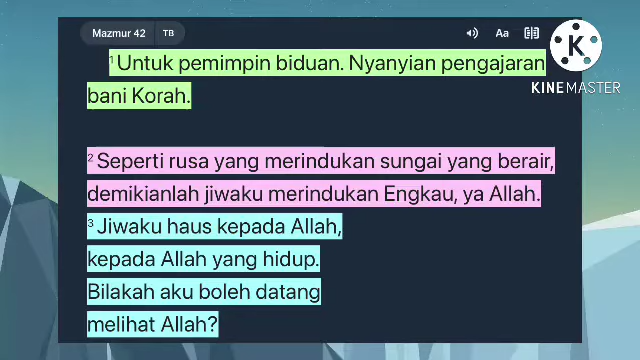 Mazmur 42 TB Aa
1 Untuk pemimpin biduan. Nyanyian pengajaran
bani Korah.
2 Seperti rusa yang merindukan sungai yang berair,
demikianlah jiwaku merindukan Engkau, ya Allah.
3 Jiwaku haus kepada Allah,
kepada Allah yang hidup.
Bilakah aku boleh datang
melihat Allah?
K
KINEMASTER